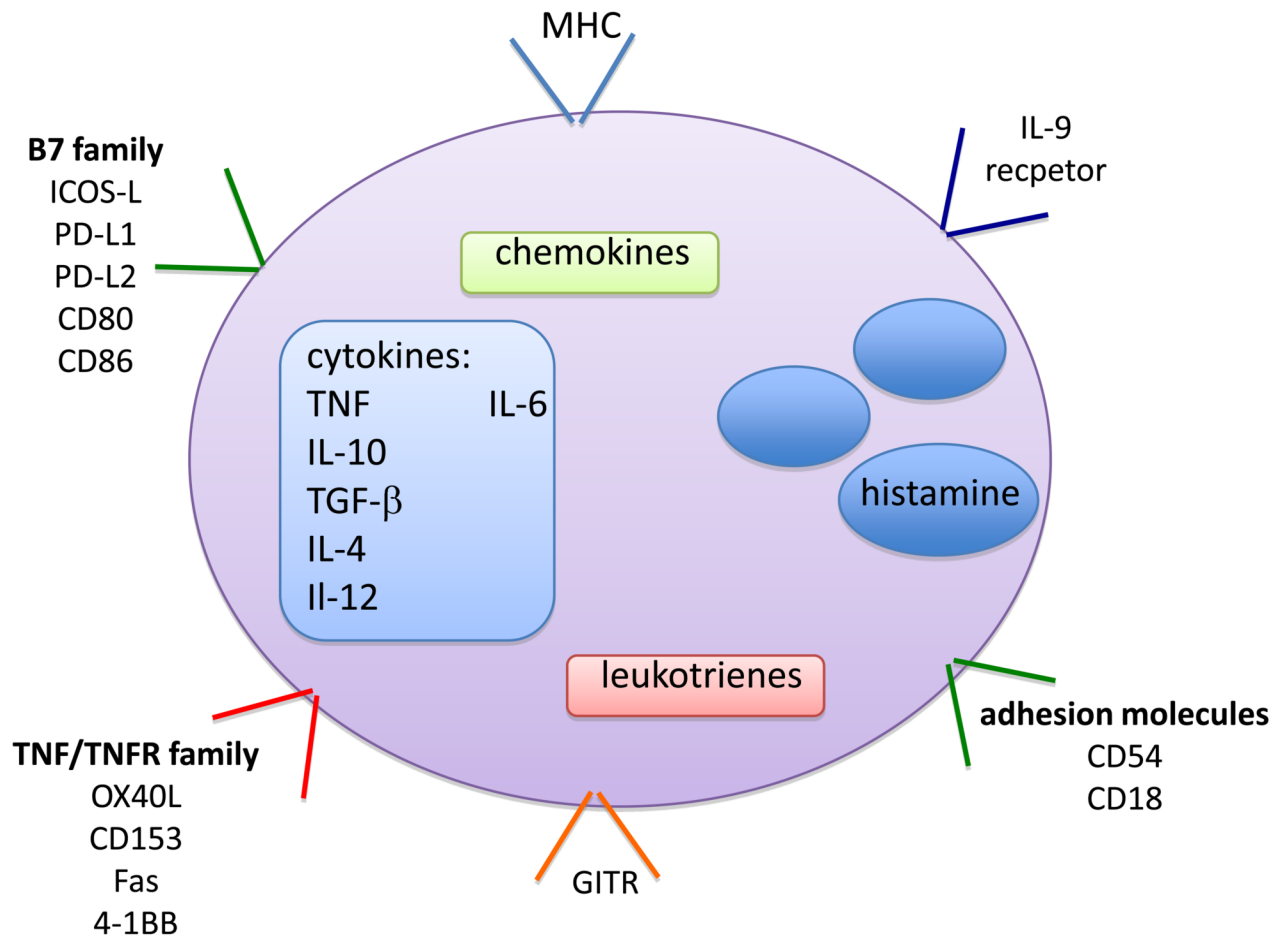 MHC
B7 family
ICOS-L
PD-L1
PD-L2
CD80
CD86
IL-9
recpetor
chemokines
cytokines:
TNF IL-6
IL-10
TGF-β
IL-4
Il-12
histamine
leukotrienes
TNF/TNFR family
OX40L
CD153
Fas
4-1BB
GITR
adhesion molecules
CD54
CD18